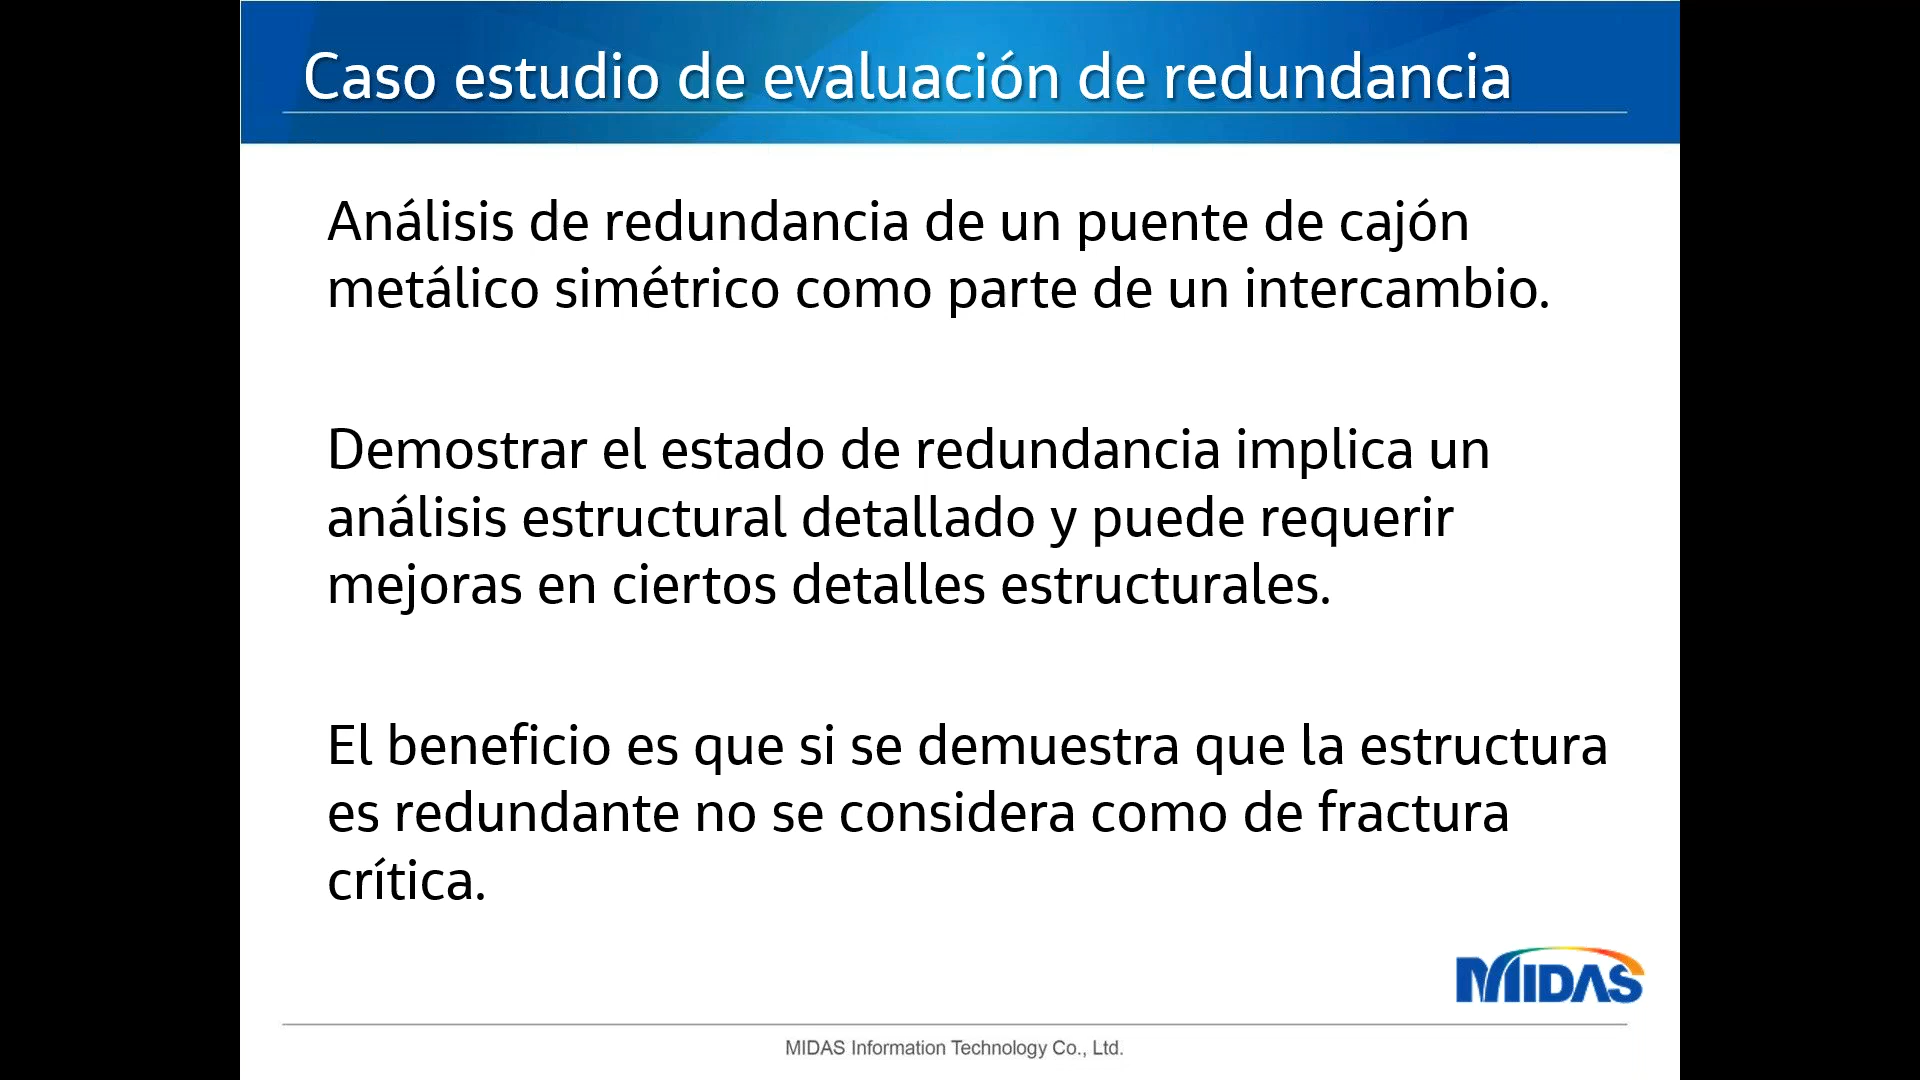 Caso estudio de evaluación de redundancia
Análisis de redundancia de un puente de cajón
metálico simétrico como parte de un intercambio.
Demostrar el estado de redundancia implica un
análisis estructural detallado y puede requerir
mejoras en ciertos detalles estructurales.
El beneficio es que si se demuestra que la estructura
es redundante no se considera como de fractura
crítica.
MIDAS
MIDAS Information Technology Co., Ltd.